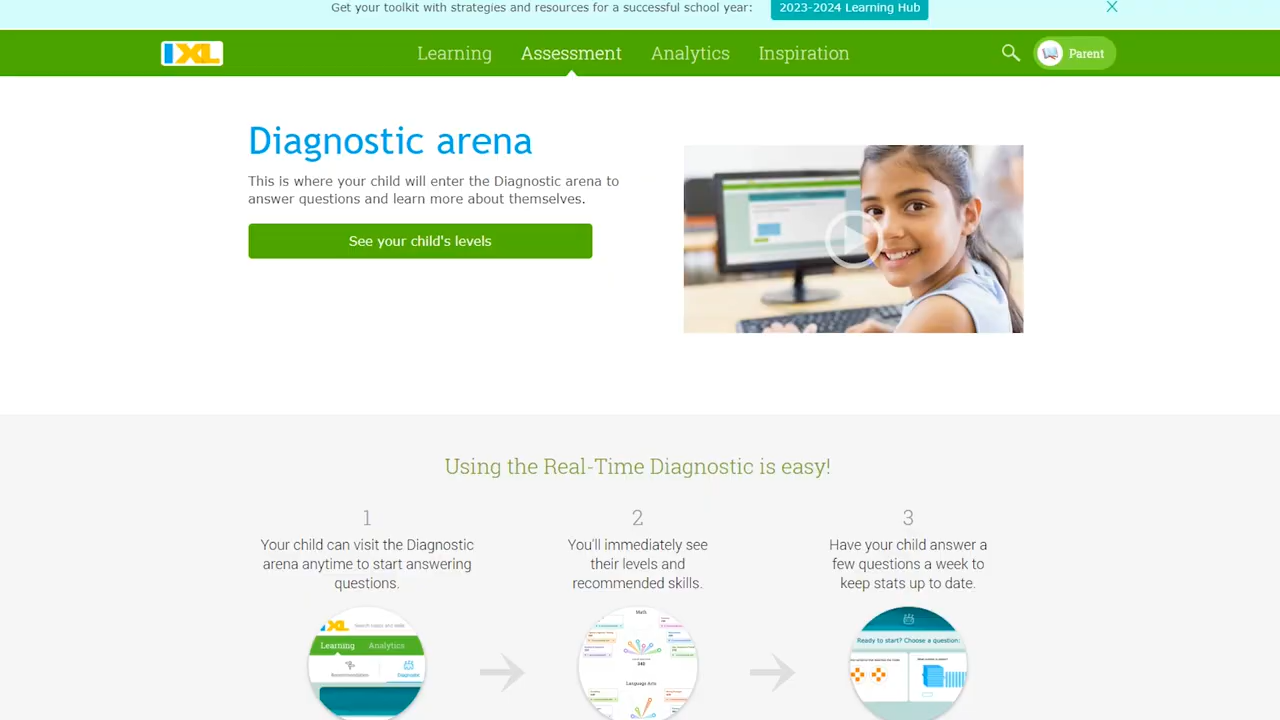 Get your toolkit with strategies and resources for a successful school year: 2023-2024 Learning Hub
IXL Learning Assessment Analytics Inspiration Parent
Diagnostic arena
This is where your child will enter the Diagnostic arena to
answer questions and learn more about themselves.
See your child's levels
Using the Real-Time Diagnostic is easy!
1
Your child can visit the Diagnostic
arena anytime to start answering
questions.
2
You'll immediately see
their levels and
recommended skills.
3
Have your child answer a
few questions a week to
keep stats up to date.
IXL
Learning Analytics
Recommendations Diagnostic
Math
Language Arts
Ready to start? Choose a question: